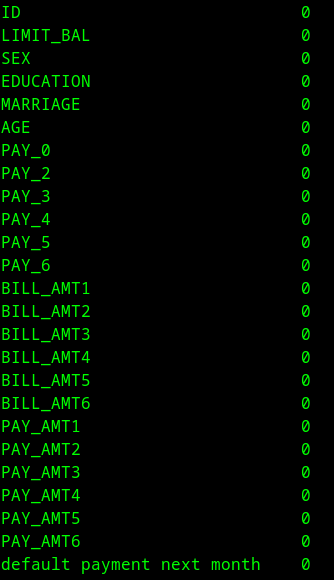 ID 0
LIMIT_BAL 0
SEX 0
EDUCATION 0
MARRIAGE 0
AGE 0
PAY_0 0
PAY_2 0
PAY_3 0
PAY_4 0
PAY_5 0
PAY_6 0
BILL_AMT1 0
BILL_AMT2 0
BILL_AMT3 0
BILL_AMT4 0
BILL_AMT5 0
BILL_AMT6 0
PAY_AMT1 0
PAY_AMT2 0
PAY_AMT3 0
PAY_AMT4 0
PAY_AMT5 0
PAY_AMT6 0
default payment next month 0